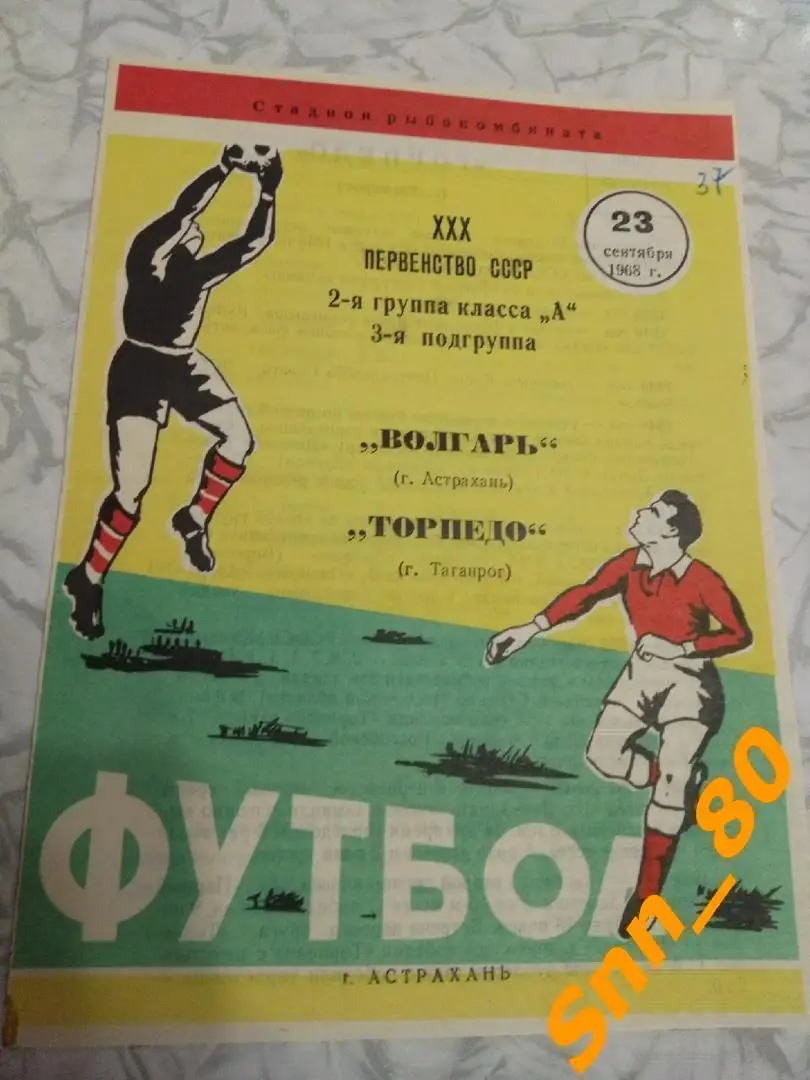 Стадион рыбокомбината
37
23
сентября
1968 г.
XXX
ПЕРВЕНСТВО СССР
2-я группа класса „А“
3-я подгруппа
„ВОЛГАРЬ“
(г. Астрахань)
„ТОРПЕДО“
(г. Таганрог)
ФУТБОЛ
г. АСТРАХАНЬ
Snn_80